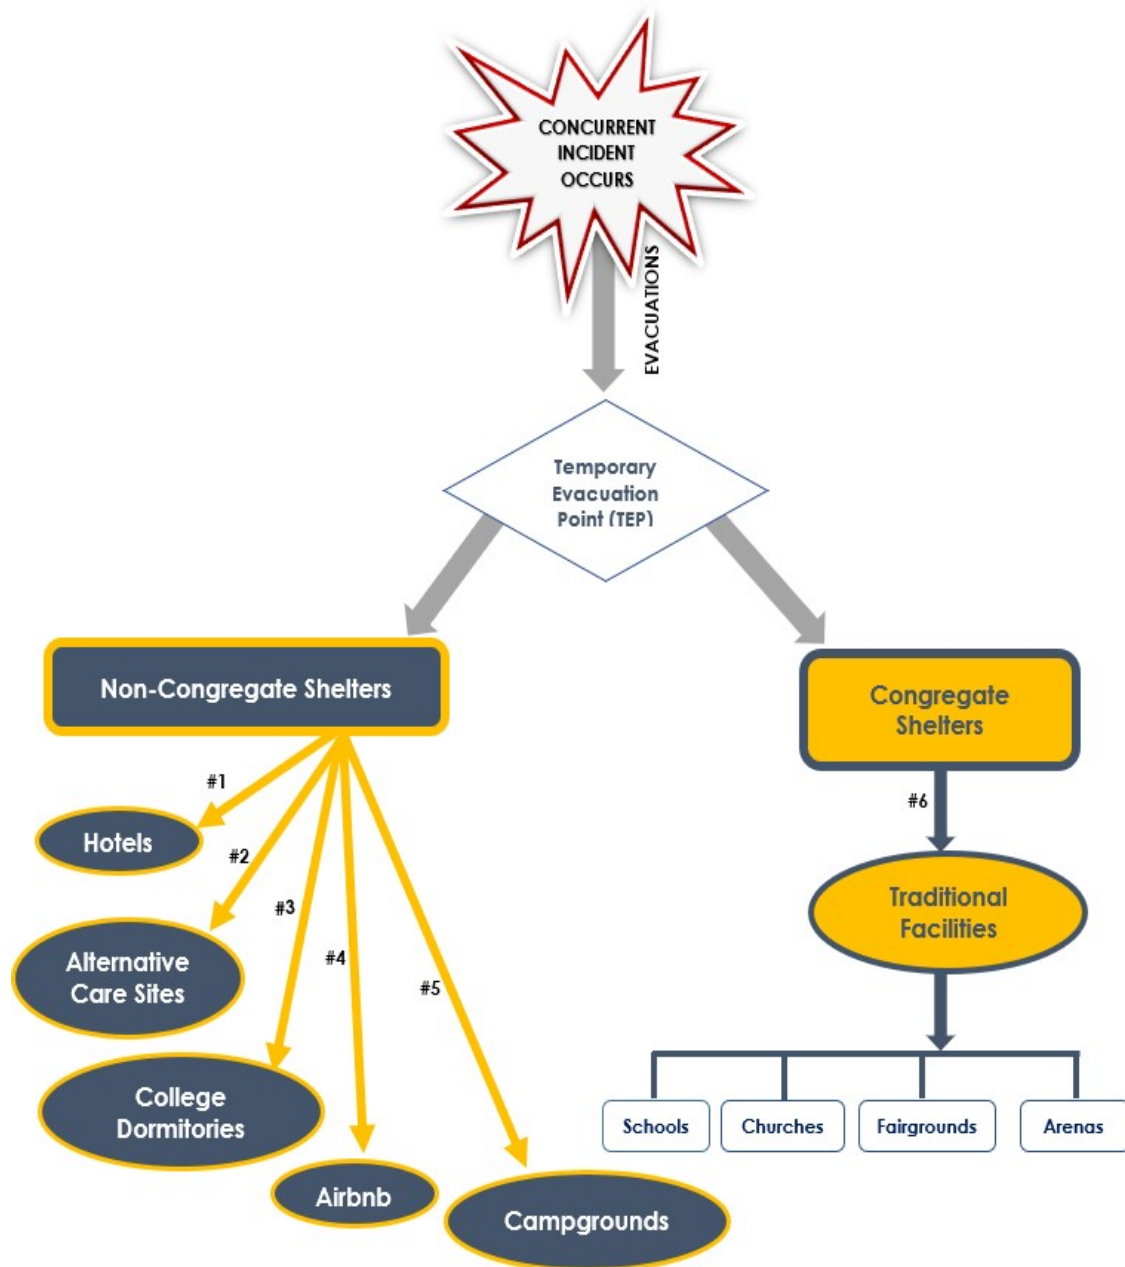 CONCURRENT
INCIDENT
OCCURS
EVACUATIONS
Temporary
Evacuation
Point (TEP)
Non-Congregate Shelters
Congregate
Shelters
#1
#6
Hotels
#2
#3
#4
#5
Traditional
Facilities
Alternative
Care Sites
College
Dormitories
Schools
Churches
Fairgrounds
Arenas
Airbnb
Campgrounds